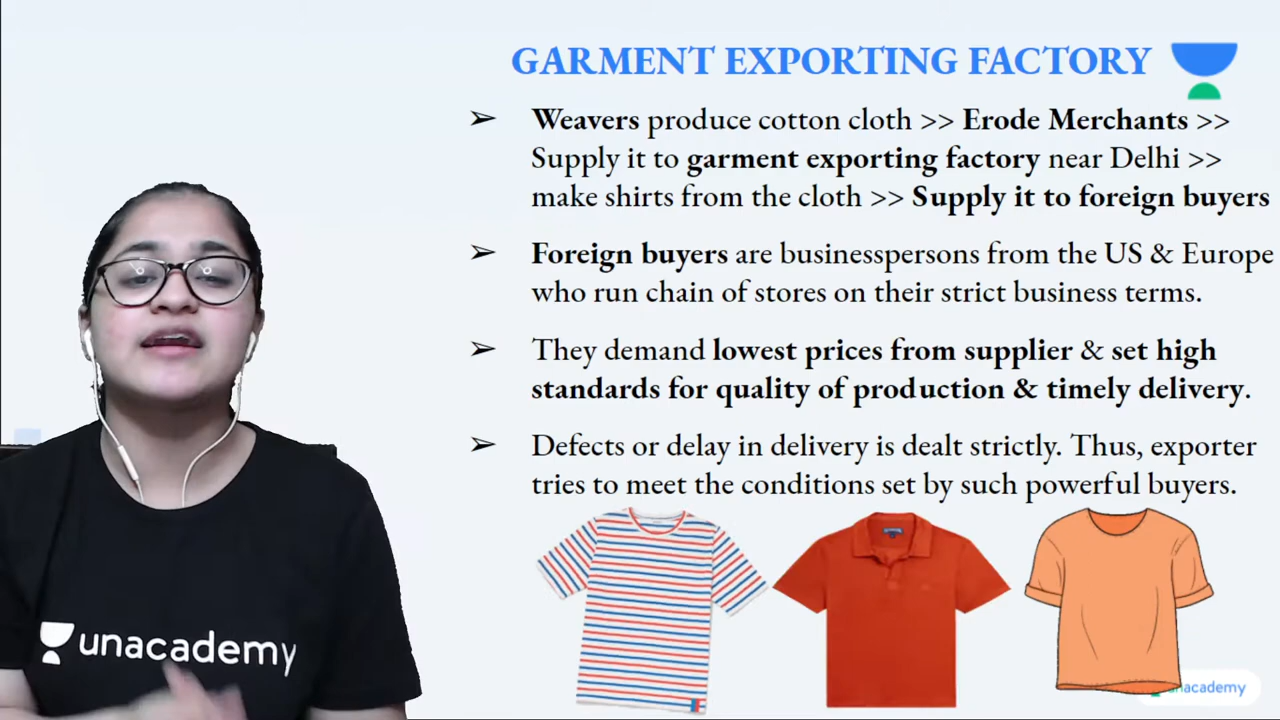 GARMENT EXPORTING FACTORY
➢ Weavers produce cotton cloth >> Erode Merchants >>
Supply it to garment exporting factory near Delhi >>
make shirts from the cloth >> Supply it to foreign buyers
➢ Foreign buyers are businesspersons from the US & Europe
who run chain of stores on their strict business terms.
➢ They demand lowest prices from supplier & set high
standards for quality of production & timely delivery.
➢ Defects or delay in delivery is dealt strictly. Thus, exporter
tries to meet the conditions set by such powerful buyers.
unacademy